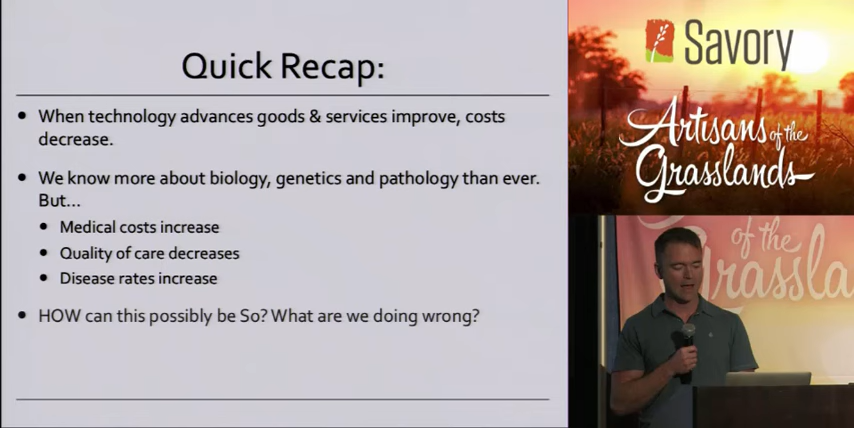 Quick Recap:
• When technology advances goods & services improve, costs
decrease.
• We know more about biology, genetics and pathology than ever.
But...
• Medical costs increase
• Quality of care decreases
• Disease rates increase
• HOW can this possibly be So? What are we doing wrong?
Savory
Artisans of the
Grasslands
of the
Grassla